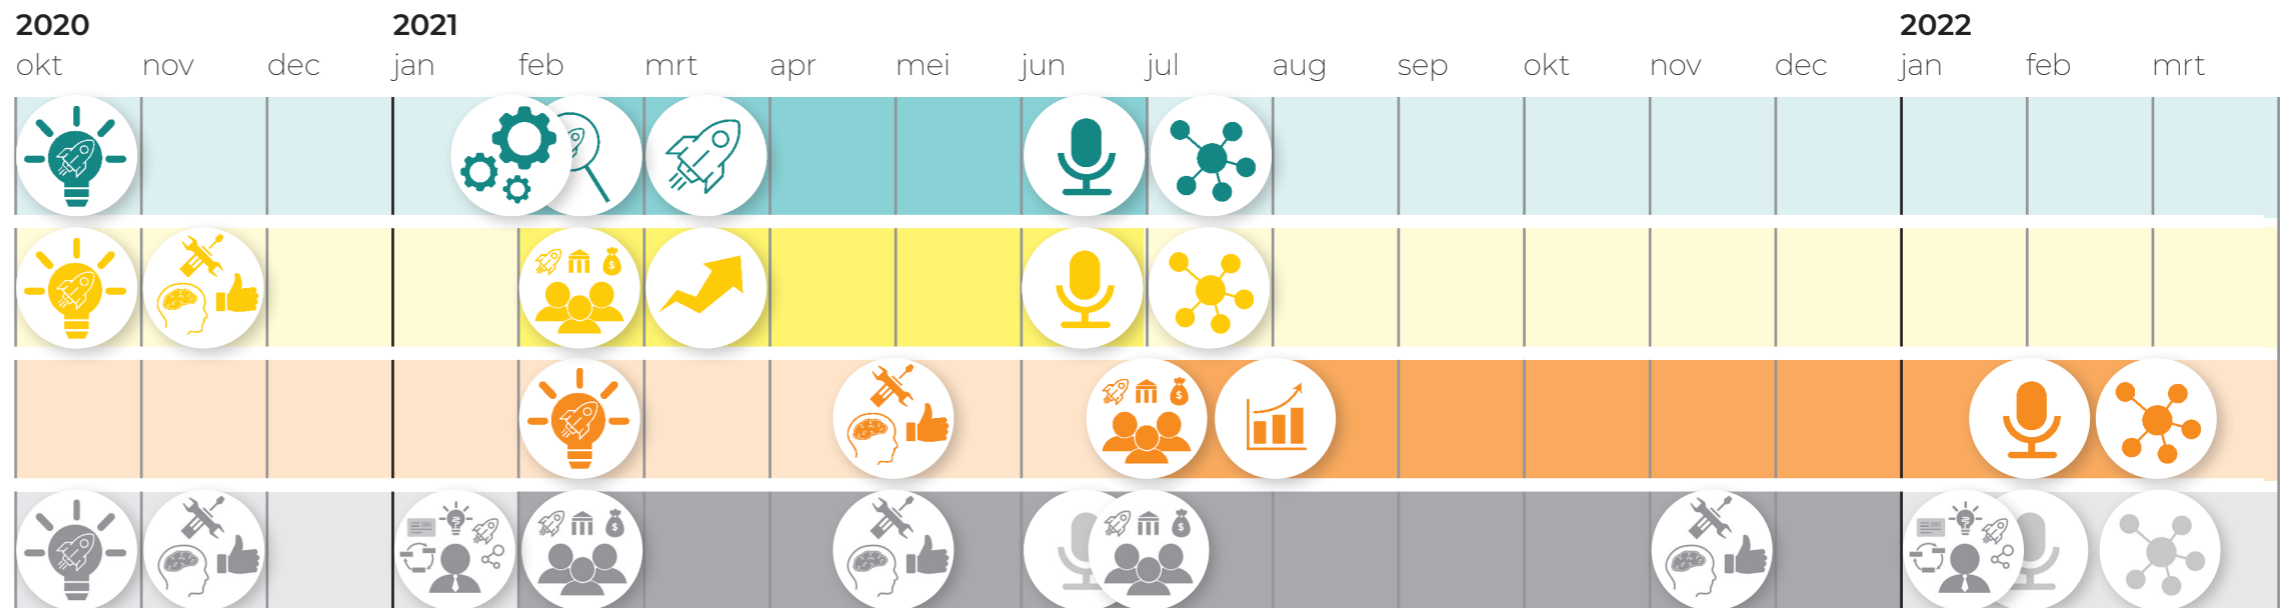 2020 2021 2022
okt nov dec jan feb mrt apr mei jun jul aug sep okt nov dec jan feb mrt
$
$
$ $